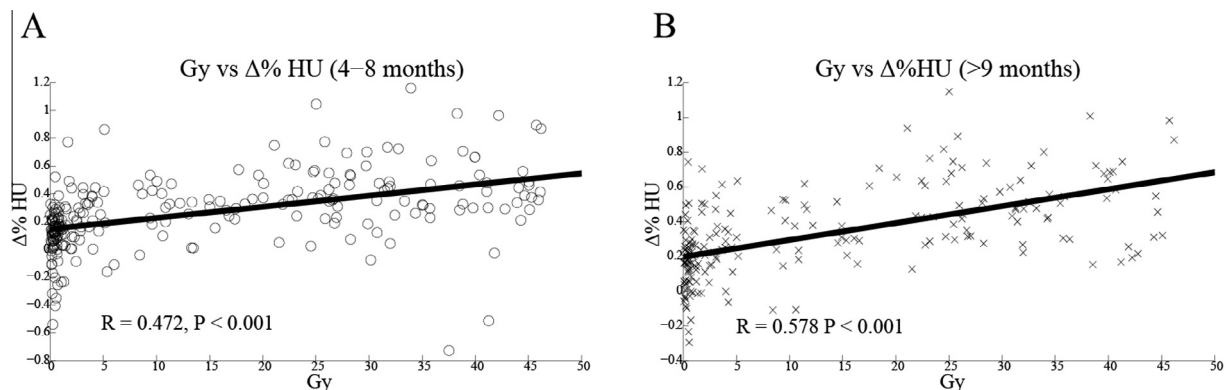 A
Gy vs Δ% HU (4−8 months)
Δ% HU
1.2
1
0.8
0.6
0.4
0.2
0
−0.2
−0.4
−0.6
−0.8
R = 0.472, P < 0.001
0 5 10 15 20 25 30 35 40 45 50
Gy
B
Gy vs Δ%HU (>9 months)
Δ% HU
1.2
1
0.8
0.6
0.4
0.2
0
−0.2
−0.4
R = 0.578 P < 0.001
0 5 10 15 20 25 30 35 40 45 50
Gy